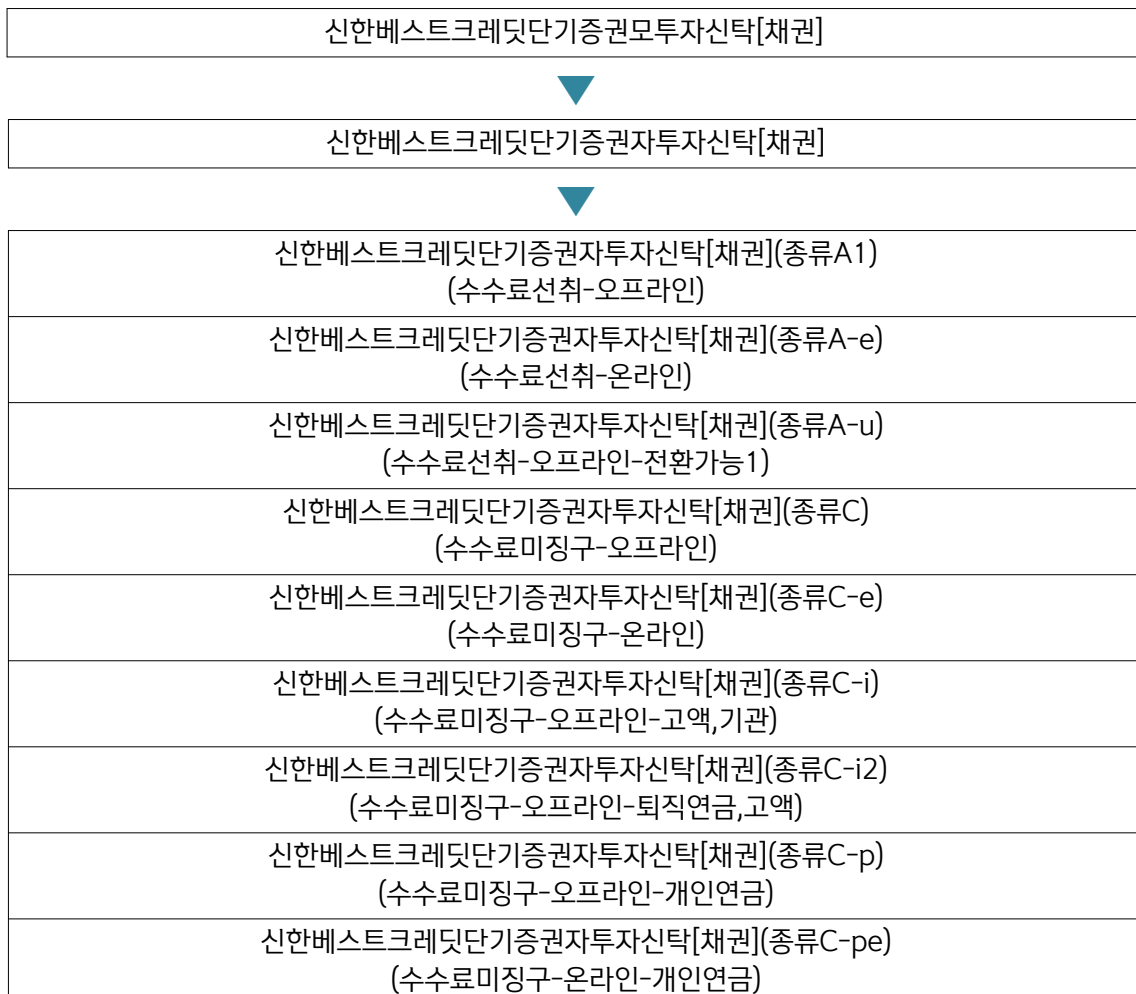 신한베스트크레딧단기증권모투자신탁[채권]
신한베스트크레딧단기증권자투자신탁[채권]
신한베스트크레딧단기증권자투자신탁[채권](종류A1)
(수수료선취-오프라인)
신한베스트크레딧단기증권자투자신탁[채권](종류A-e)
(수수료선취-온라인)
신한베스트크레딧단기증권자투자신탁[채권](종류A-u)
(수수료선취-오프라인-전환가능1)
신한베스트크레딧단기증권자투자신탁[채권](종류C)
(수수료미징구-오프라인)
신한베스트크레딧단기증권자투자신탁[채권](종류C-e)
(수수료미징구-온라인)
신한베스트크레딧단기증권자투자신탁[채권](종류C-i)
(수수료미징구-오프라인-고액,기관)
신한베스트크레딧단기증권자투자신탁[채권](종류C-i2)
(수수료미징구-오프라인-퇴직연금,고액)
신한베스트크레딧단기증권자투자신탁[채권](종류C-p)
(수수료미징구-오프라인-개인연금)
신한베스트크레딧단기증권자투자신탁[채권](종류C-pe)
(수수료미징구-온라인-개인연금)